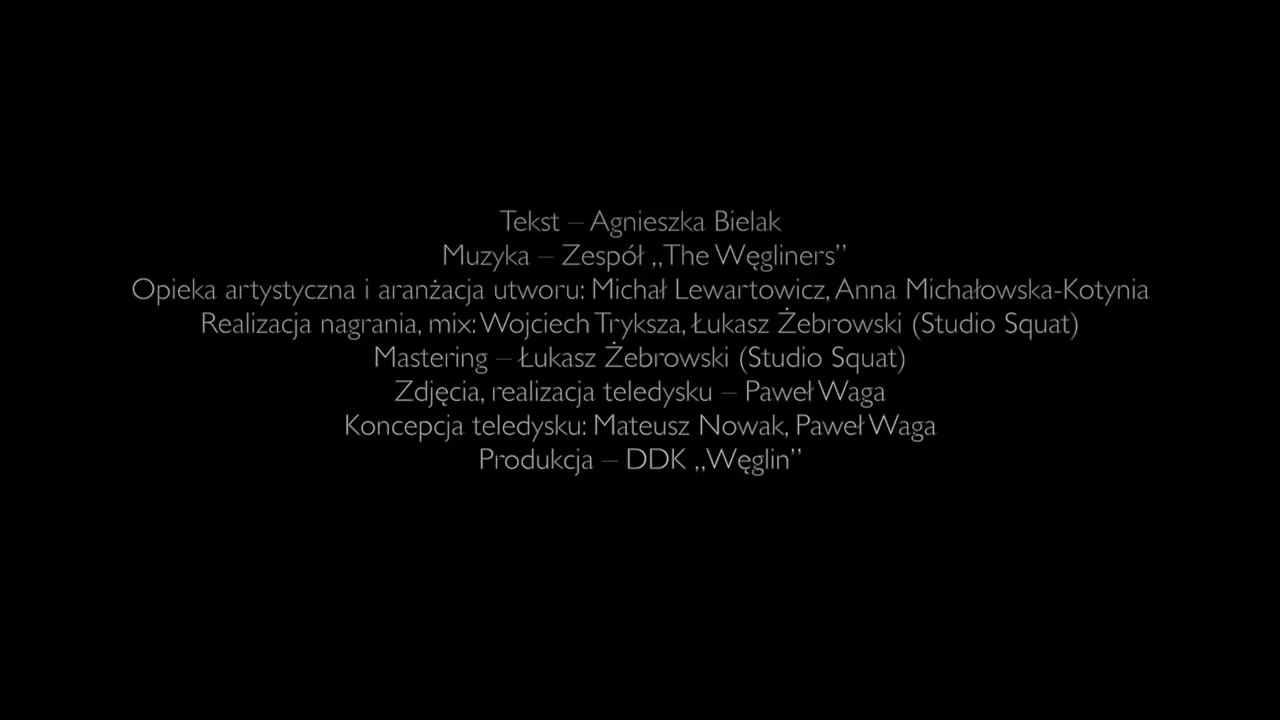 Tekst – Agnieszka Bielak
Muzyka – Zespół „The Węgliners”
Opieka artystyczna i aranżacja utworu: Michał Lewartowicz, Anna Michałowska-Kotynia
Realizacja nagrania, mix: Wojciech Tryksza, Łukasz Żebrowski (Studio Squat)
Mastering – Łukasz Żebrowski (Studio Squat)
Zdjęcia, realizacja teledysku – Paweł Waga
Koncepcja teledysku: Mateusz Nowak, Paweł Waga
Produkcja – DDK „Węglin”